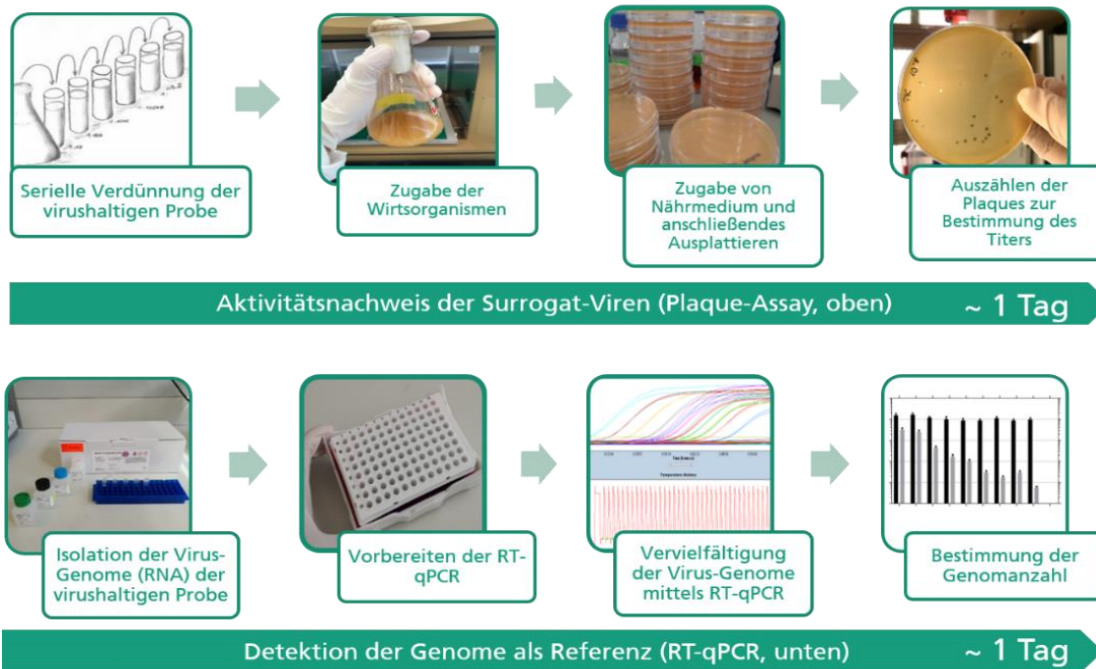 Serielle Verdünnung der
virushaltigen Probe
Zugabe der
Wirtsorganismen
Zugabe von
Nährmedium und
anschließendes
Ausplattieren
Auszählen der
Plaques zur
Bestimmung des
Titers
Aktivitätsnachweis der Surrogat-Viren (Plaque-Assay, oben) ~ 1 Tag
Isolation der Virus-
Genome (RNA) der
virushaltigen Probe
Vorbereiten der RT-
qPCR
Vervielfältigung
der Virus-Genome
mittels RT-qPCR
Bestimmung der
Genomanzahl
Detektion der Genome als Referenz (RT-qPCR, unten) ~ 1 Tag